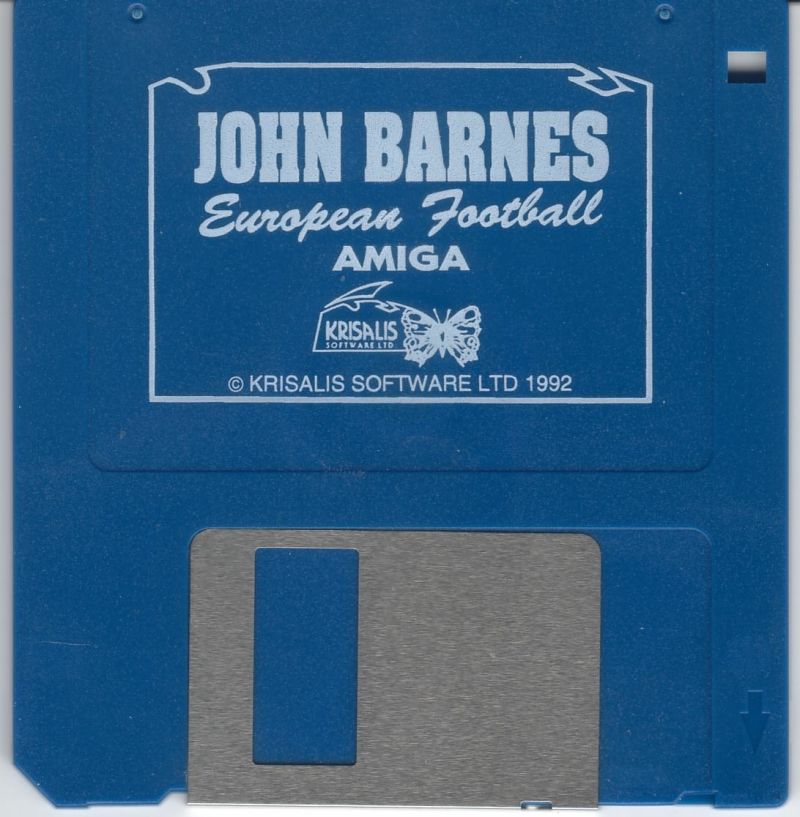 JOHN BARNES
European Football
AMIGA
KRISALIS
SOFTWARE LTD
© KRISALIS SOFTWARE LTD 1992